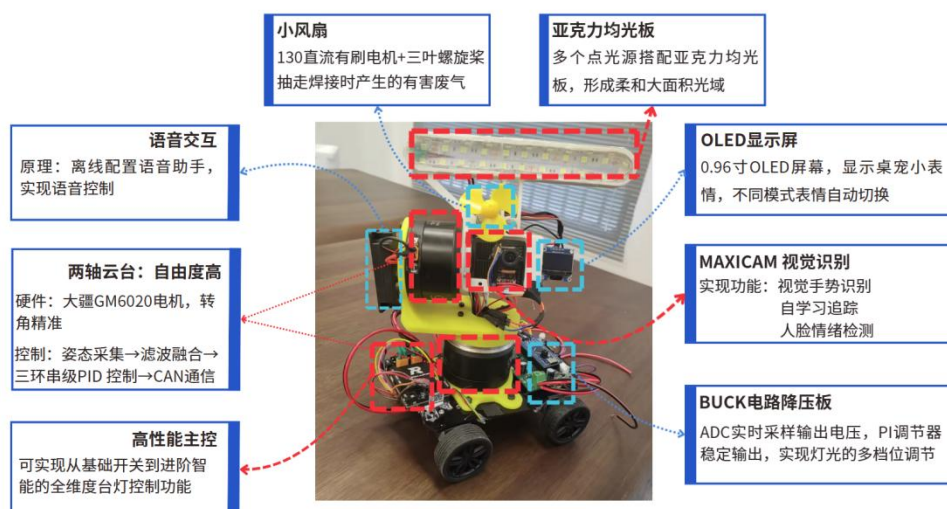 小风扇
130直流有刷电机+三叶螺旋桨
抽走焊接时产生的有害废气
亚克力均光板
多个点光源搭配亚克力均光
板，形成柔和大面积光域
语音交互
原理：离线配置语音助手，
实现语音控制
OLED显示屏
0.96寸OLED屏幕，显示桌宠小表
情，不同模式表情自动切换
两轴云台：自由度高
硬件：大疆GM6020电机，转
角精准
控制：姿态采集→滤波融合→
三环串级PID 控制→CAN通信
MAXICAM 视觉识别
实现功能：视觉手势识别
自学习追踪
人脸情绪检测
高性能主控
可实现从基础开关到进阶智
能的全维度台灯控制功能
BUCK电路降压板
ADC实时采样输出电压，PI调节器
稳定输出，实现灯光的多档位调节